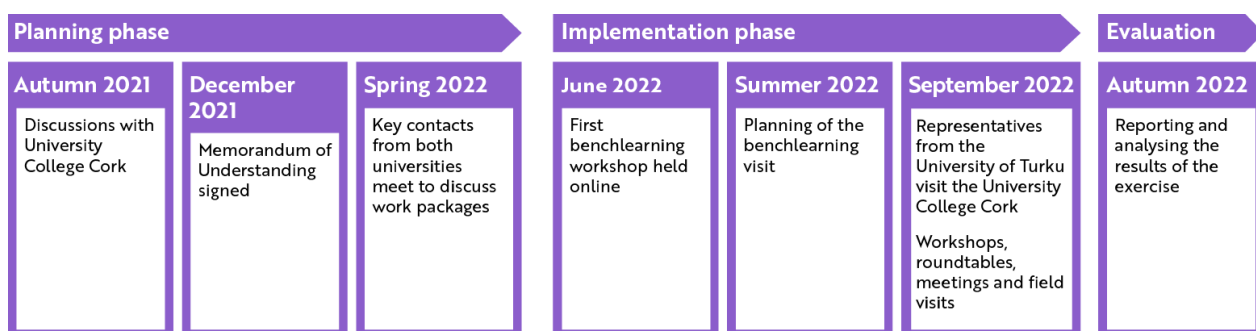 Planning phase
Implementation phase
Evaluation
Autumn 2021
Discussions with
University
College Cork
December
2021
Memorandum of
Understanding
signed
Spring 2022
Key contacts
from both
universities
meet to discuss
work packages
June 2022
First
benchlearning
workshop held
online
Summer 2022
Planning of the
benchlearning
visit
September 2022
Representatives
from the
University of Turku
visit the University
College Cork
Workshops,
roundtables,
meetings and field
visits
Autumn 2022
Reporting and
analysing the
results of the
exercise